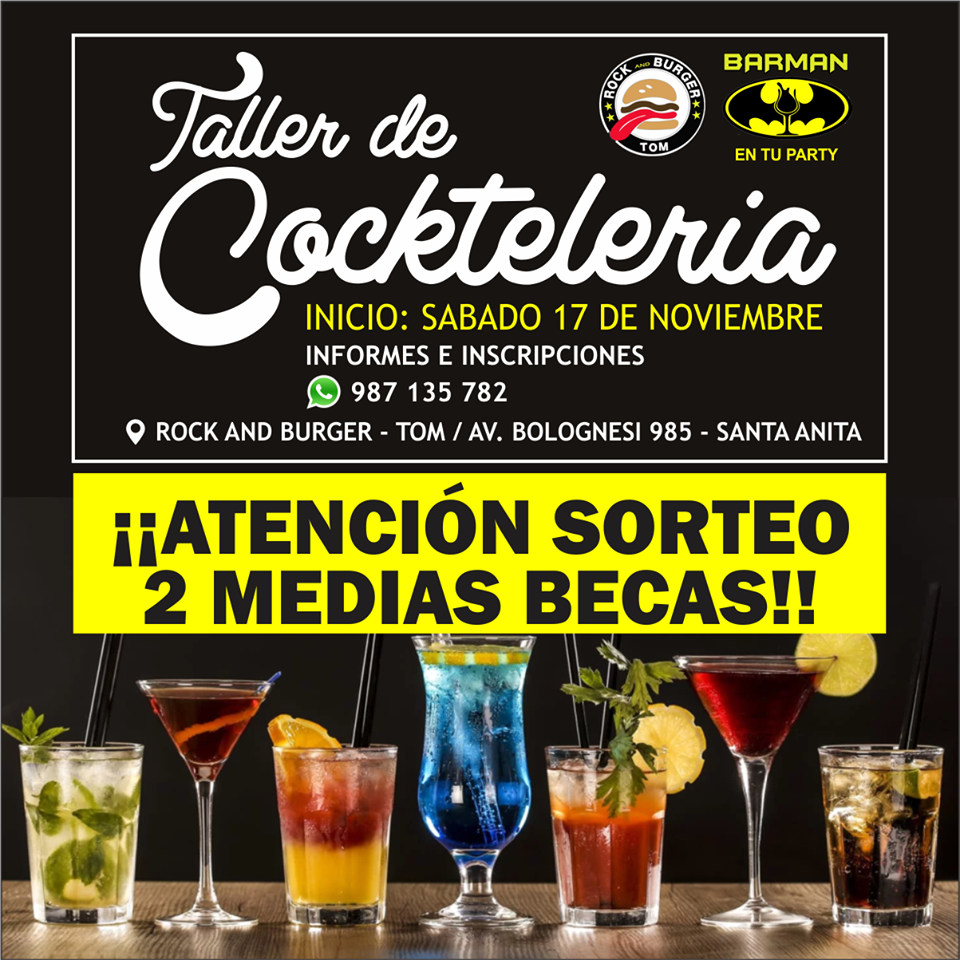 Taller de
Cockteleria
ROCK AND BURGER
TOM
BARMAN
EN TU PARTY
INICIO: SABADO 17 DE NOVIEMBRE
INFORMES E INSCRIPCIONES
987 135 782
ROCK AND BURGER - TOM / AV. BOLOGNESI 985 - SANTA ANITA
¡¡ATENCIÓN SORTEO
2 MEDIAS BECAS!!